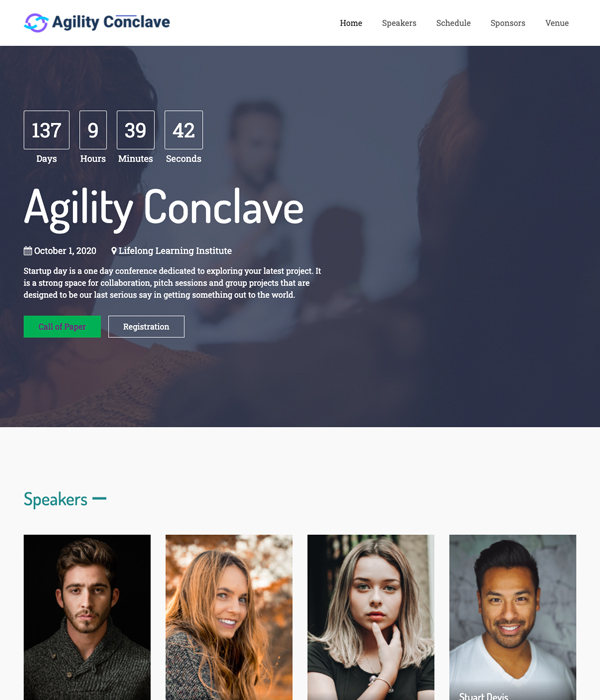 Agility Conclave
Home Speakers Schedule Sponsors Venue
137 9 39 42
Days Hours Minutes Seconds
Agility Conclave
October 1, 2020 Lifelong Learning Institute
Startup day is a one day conference dedicated to exploring your latest project. It
is a strong space for collaboration, pitch sessions and group projects that are
designed to be our last serious say in getting something out to the world.
Call of Paper Registration
Speakers
Stuart Devis